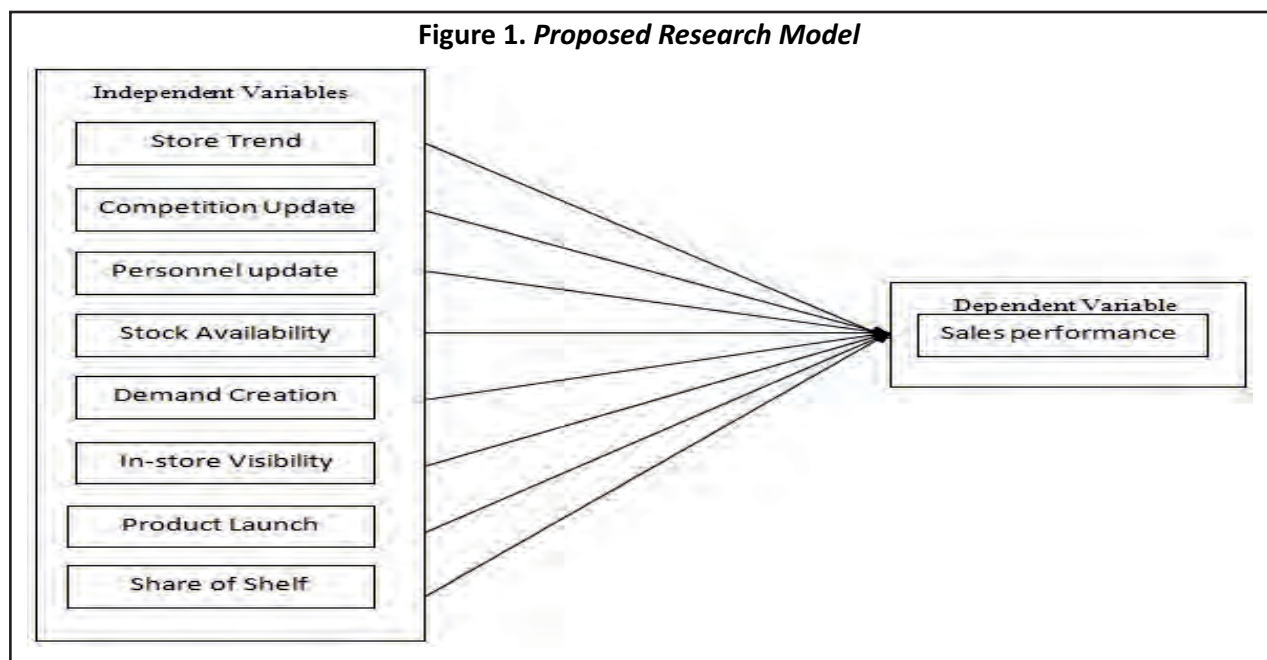 Figure 1. Proposed Research Model
Independent Variables
Store Trend
Competition Update
Personnel update
Stock Availability
Demand Creation
In-store Visibility
Product Launch
Share of Shelf
Dependent Variable
Sales performance